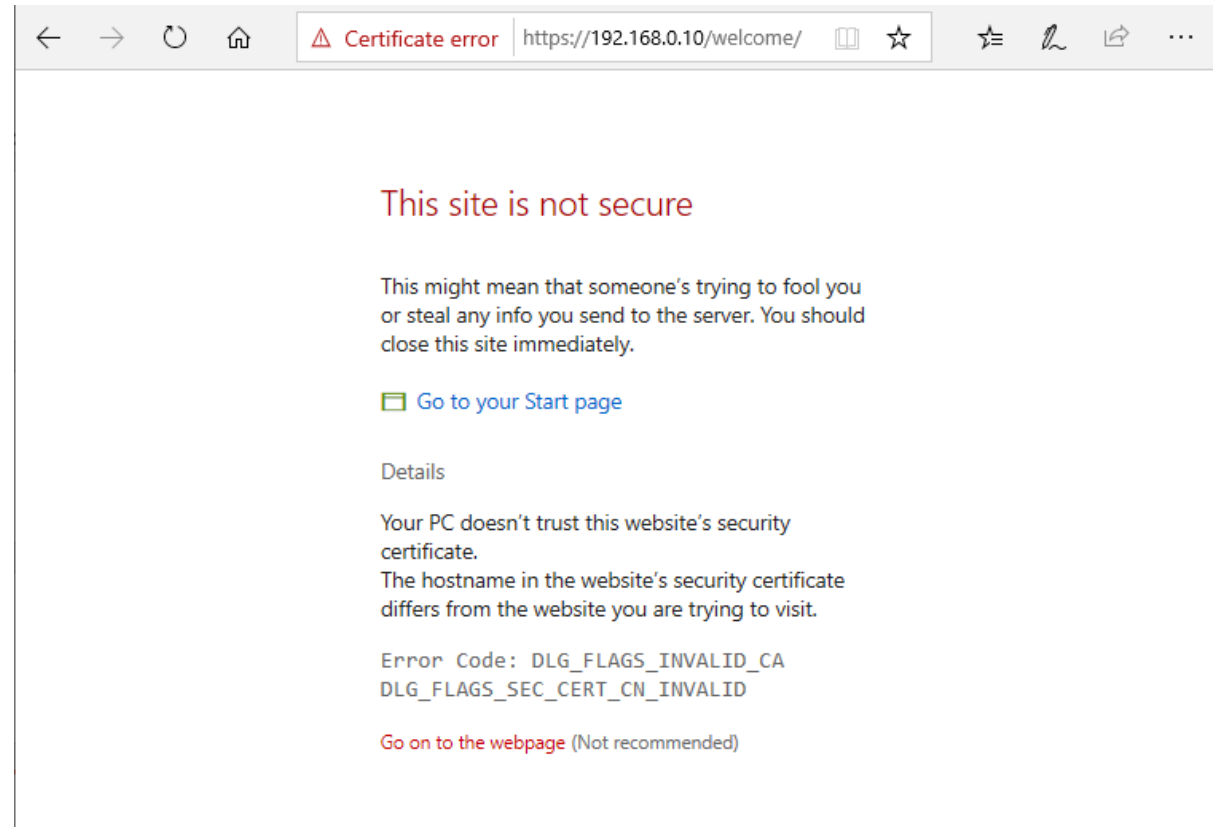 Certificate error https://192.168.0.10/welcome/
This site is not secure
This might mean that someone's trying to fool you
or steal any info you send to the server. You should
close this site immediately.
Go to your Start page
Details
Your PC doesn't trust this website's security
certificate.
The hostname in the website's security certificate
differs from the website you are trying to visit.
Error Code: DLG_FLAGS_INVALID_CA
DLG_FLAGS_SEC_CERT_CN_INVALID
Go on to the webpage (Not recommended)